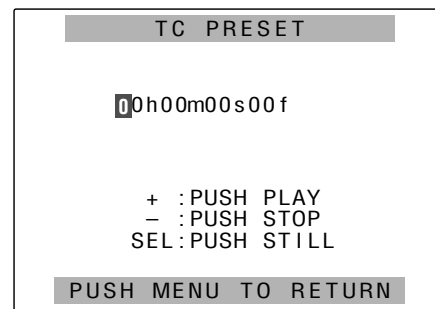 TC PRESET
00h00m00s00f
+ :PUSH PLAY
– :PUSH STOP
SEL:PUSH STILL
PUSH MENU TO RETURN